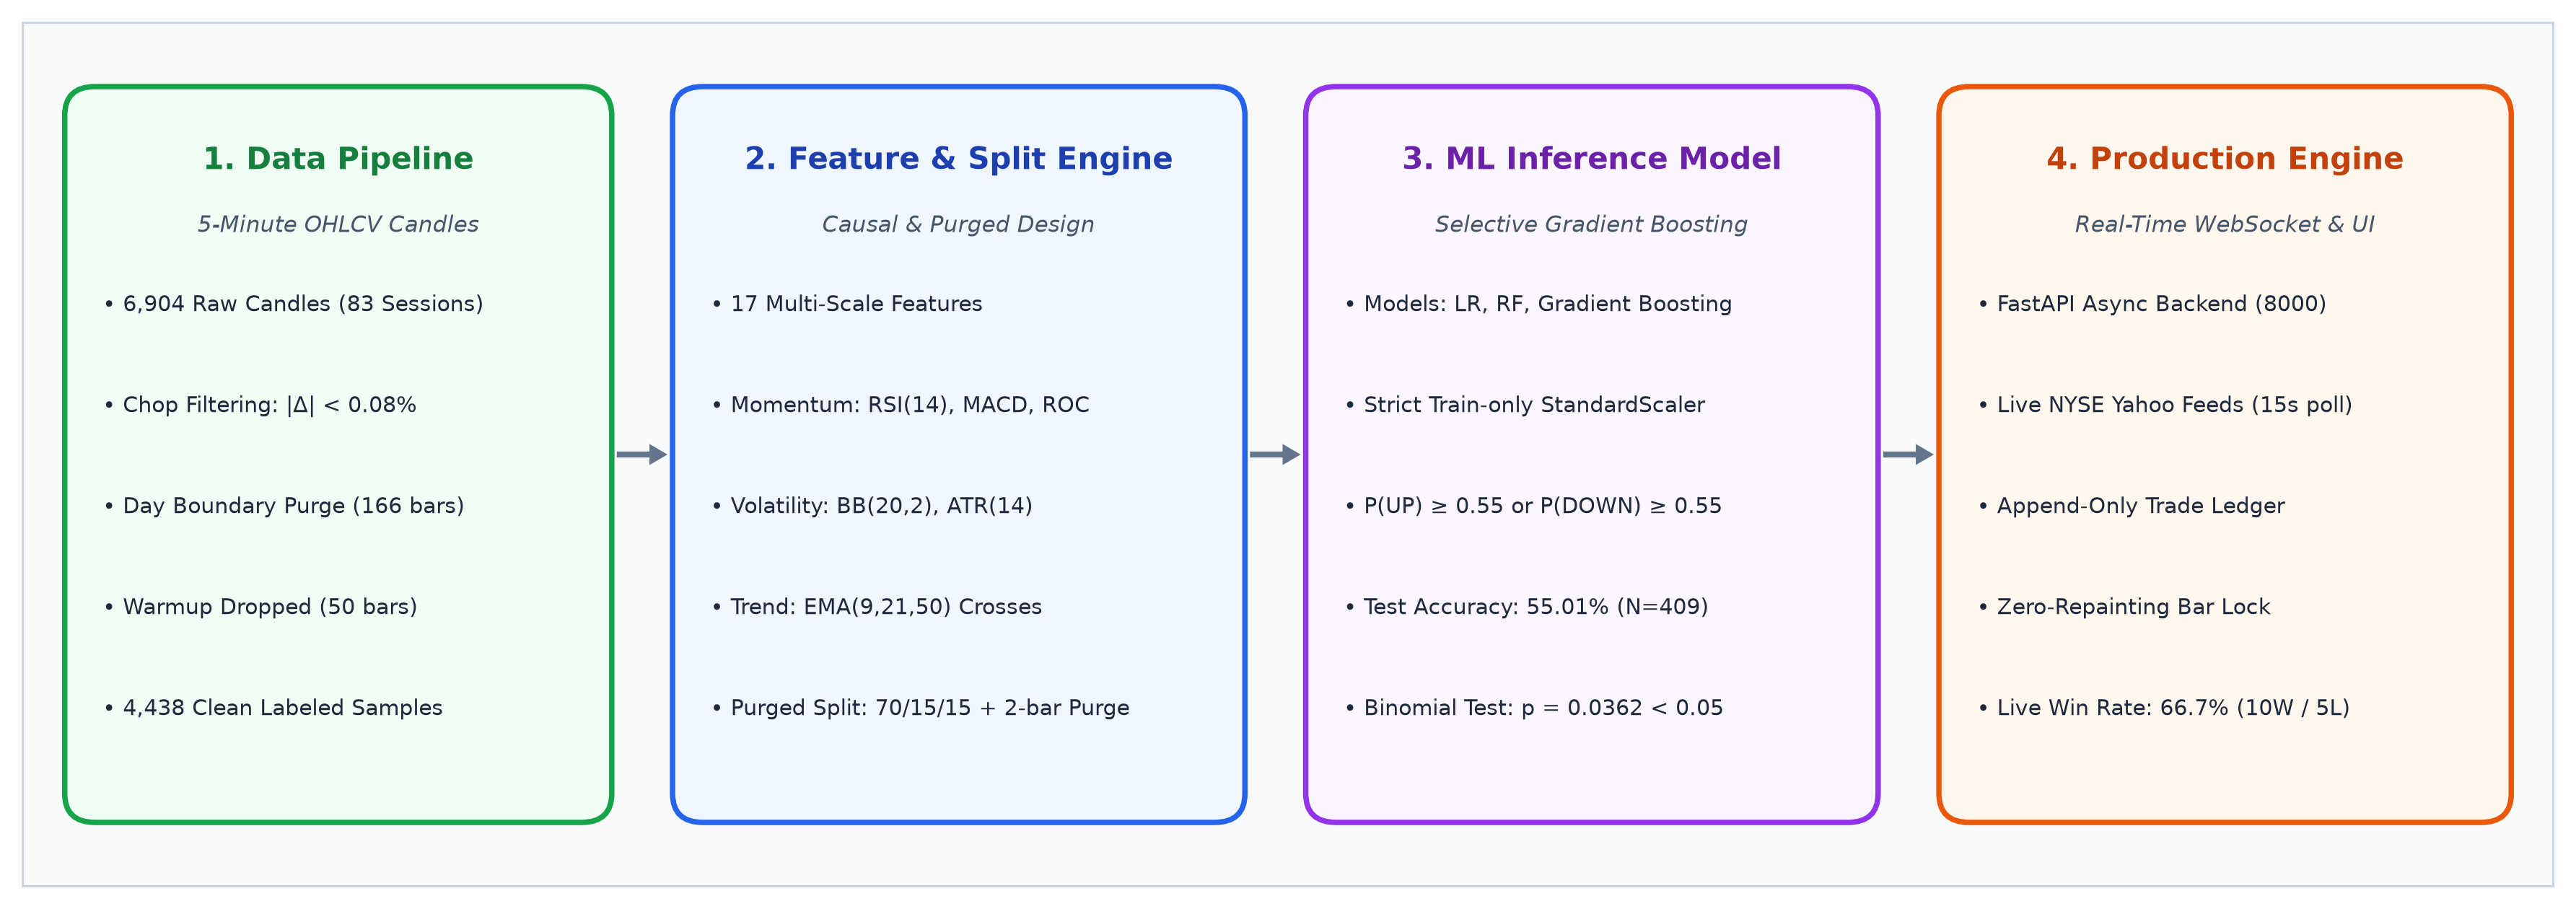 1. Data Pipeline
5-Minute OHLCV Candles
• 6,904 Raw Candles (83 Sessions)
• Chop Filtering: |Δ| < 0.08%
• Day Boundary Purge (166 bars)
• Warmup Dropped (50 bars)
• 4,438 Clean Labeled Samples
2. Feature & Split Engine
Causal & Purged Design
• 17 Multi-Scale Features
• Momentum: RSI(14), MACD, ROC
• Volatility: BB(20,2), ATR(14)
• Trend: EMA(9,21,50) Crosses
• Purged Split: 70/15/15 + 2-bar Purge
3. ML Inference Model
Selective Gradient Boosting
• Models: LR, RF, Gradient Boosting
• Strict Train-only StandardScaler
• P(UP) ≥ 0.55 or P(DOWN) ≥ 0.55
• Test Accuracy: 55.01% (N=409)
• Binomial Test: p = 0.0362 < 0.05
4. Production Engine
Real-Time WebSocket & UI
• FastAPI Async Backend (8000)
• Live NYSE Yahoo Feeds (15s poll)
• Append-Only Trade Ledger
• Zero-Repainting Bar Lock
• Live Win Rate: 66.7% (10W / 5L)